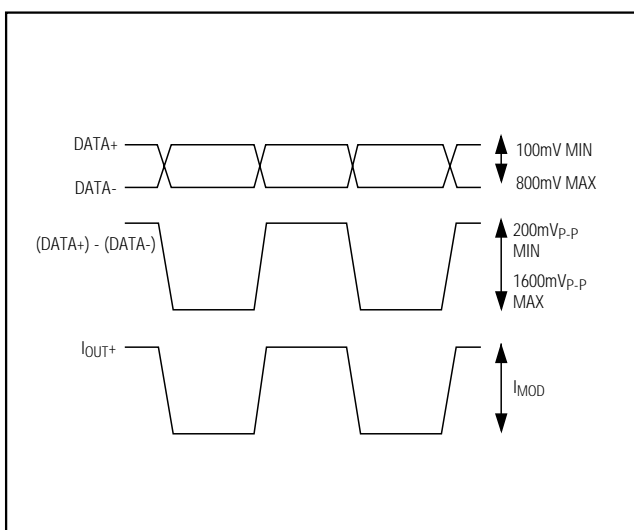 DATA+
DATA-
100mV MIN
800mV MAX
(DATA+) - (DATA-)
200mVP-P
MIN
1600mVP-P
MAX
IOUT+
IMOD